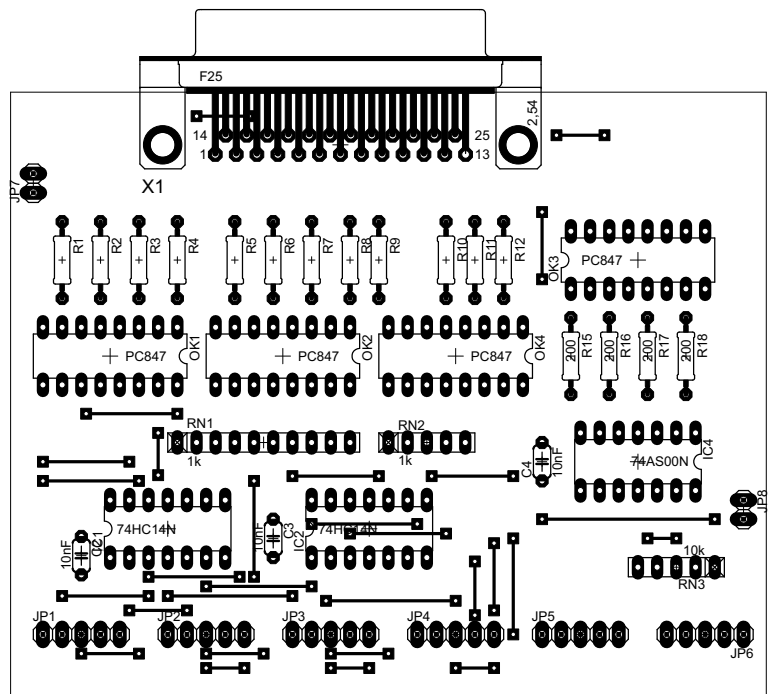 F25
2,54
14
25
1
13
X1
JP7
R1
R2
R3
R4
R5
R6
R7
R8
R9
R10
R11
R12
OK3
PC847
PC847
OK1
PC847
OK2
PC847
OK4
200
R15
200
R16
200
R17
200
R18
RN1
1k
RN2
1k
C4
10nF
74AS00N
IC4
JP8
74HC14N
10nF
C3
IC2
74HC14N
10nF
10k
RN3
JP1
JP2
JP3
JP4
JP5
JP6